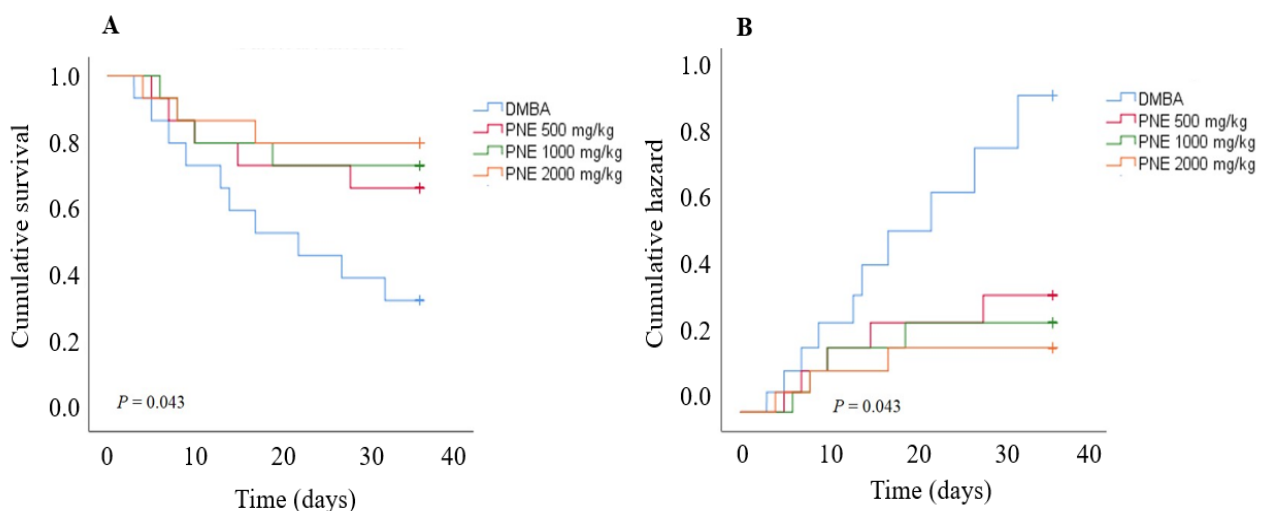 A
Cumulative survival
1.0
0.8
0.6
0.4
0.2
0.0
DMBA
PNE 500 mg/kg
PNE 1000 mg/kg
PNE 2000 mg/kg
P = 0.043
0 10 20 30 40
Time (days)
B
Cumulative hazard
1.0
0.8
0.6
0.4
0.2
0.0
DMBA
PNE 500 mg/kg
PNE 1000 mg/kg
PNE 2000 mg/kg
P = 0.043
0 10 20 30 40
Time (days)